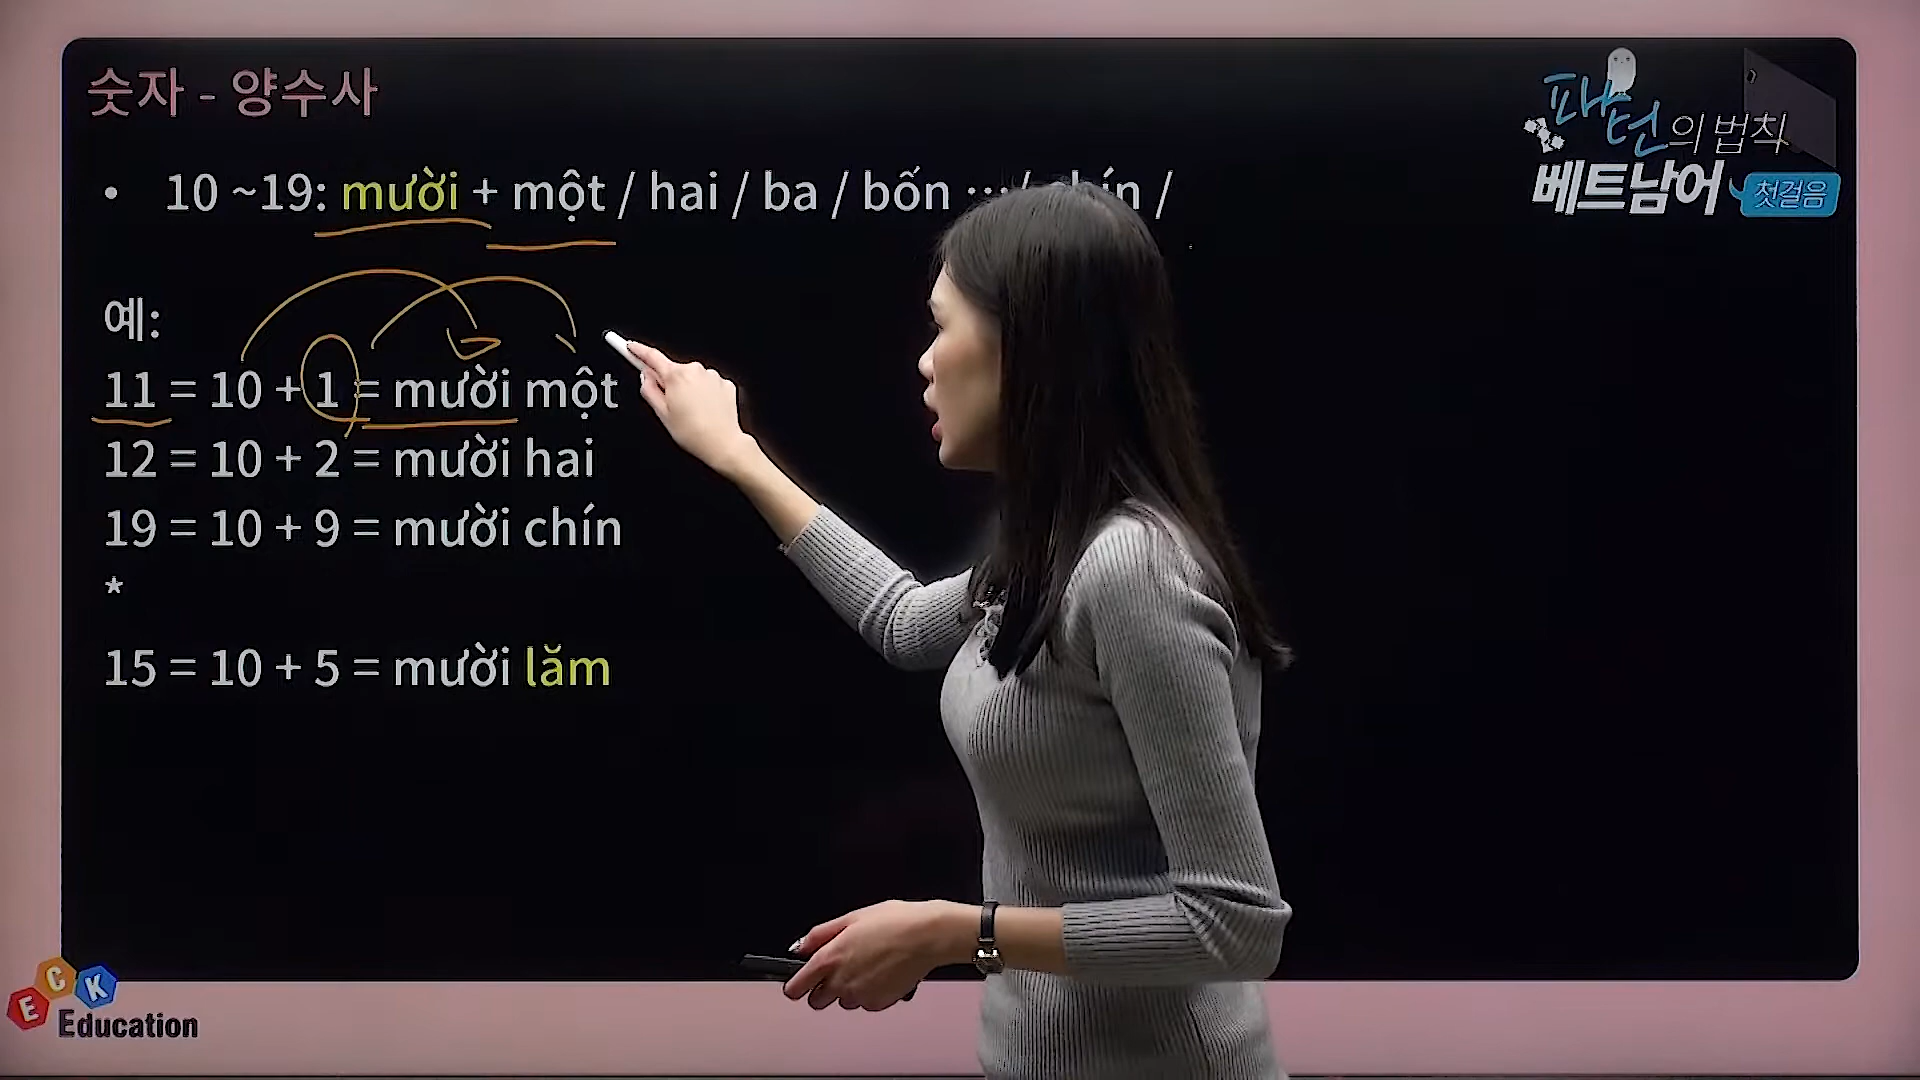 숫자 - 양수사
패턴의 법칙
베트남어 첫걸음
• 10 ~19: mười + một / hai / ba / bốn ⋯/ chín /
예:
11 = 10 + 1 = mười một
12 = 10 + 2 = mười hai
19 = 10 + 9 = mười chín
*
15 = 10 + 5 = mười lăm
ECK
Education